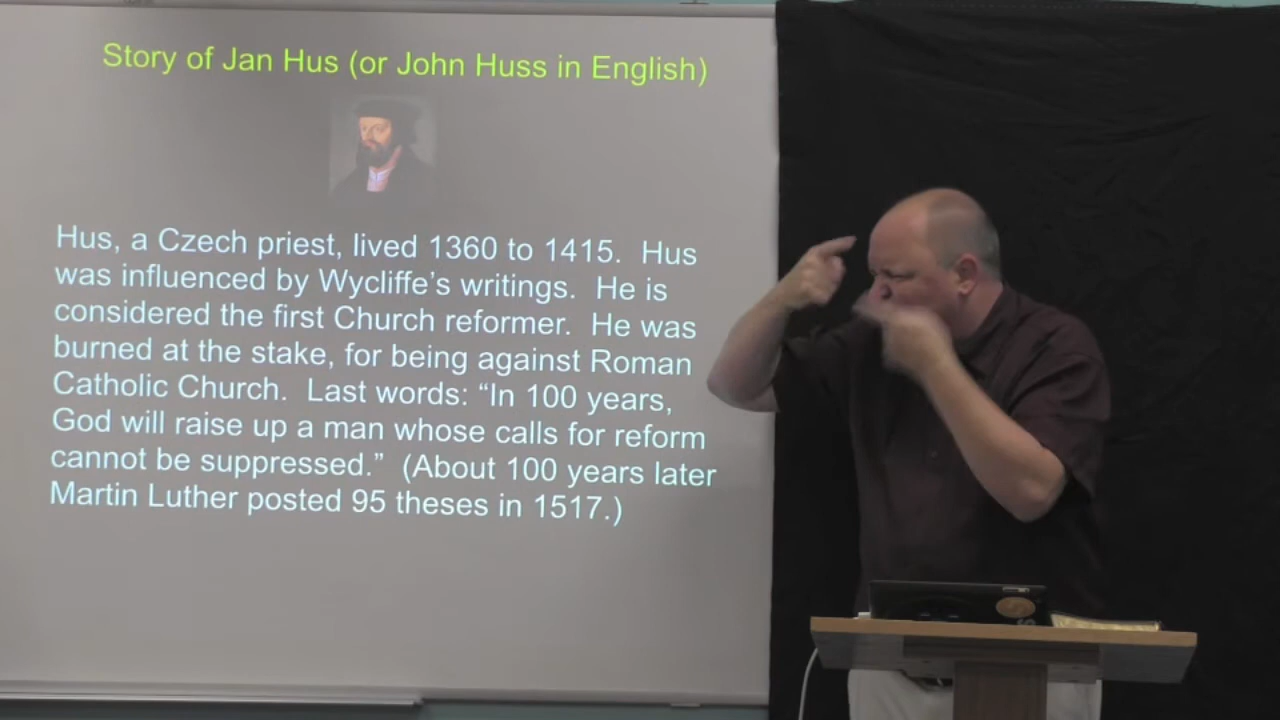 Story of Jan Hus (or John Huss in English)
Hus, a Czech priest, lived 1360 to 1415.  Hus
was influenced by Wycliffe’s writings.  He is
considered the first Church reformer.  He was
burned at the stake, for being against Roman
Catholic Church.  Last words: “In 100 years,
God will raise up a man whose calls for reform
cannot be suppressed.”  (About 100 years later
Martin Luther posted 95 theses in 1517.)